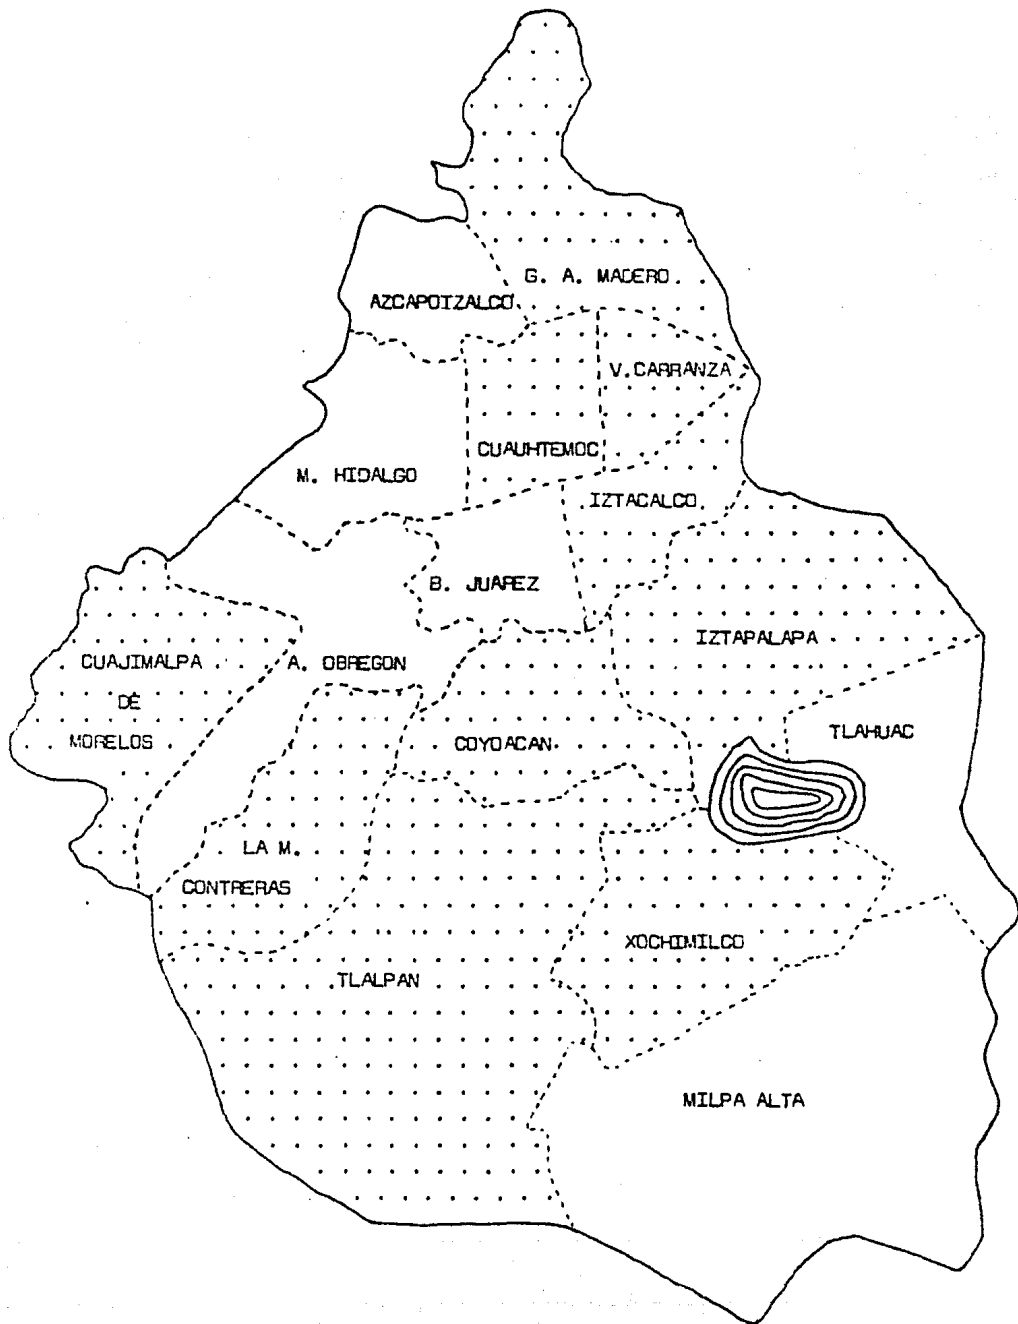 G. A. MADERO
AZCAPOTZALCO
V. CARRANZA
CUAUHTEMOC
M. HIDALGO
IZTACALCO
B. JUAREZ
IZTAPALAPA
CUAJIMALPA
DE
MORELOS
A. OBREGON
TLAHUAC
COYOACAN
LA M.
CONTRERAS
XOCHIMILCO
TLALPAN
MILPA ALTA